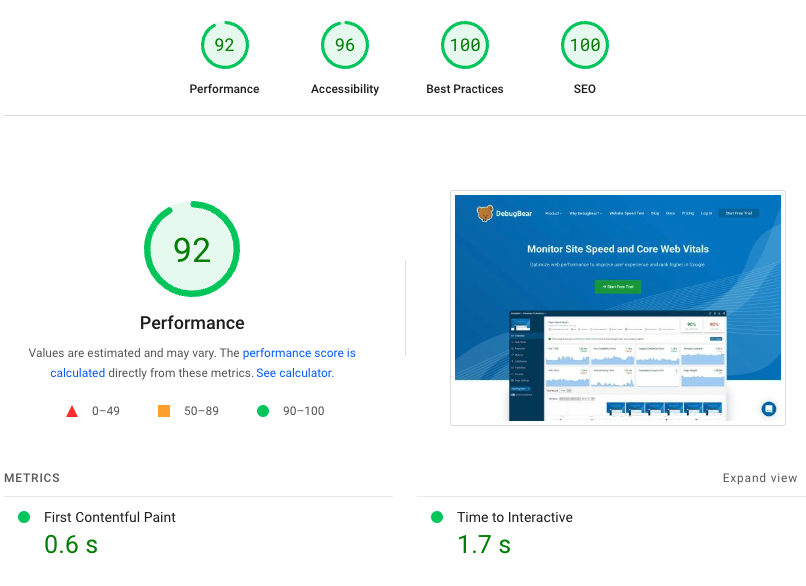 92 96 100 100
Performance Accessibility Best Practices SEO
92
Performance
Values are estimated and may vary. The performance score is
calculated directly from these metrics. See calculator.
0–49 50–89 90–100
DebugBear Product Why DebugBear? Website Speed Test Blog Docs Pricing Log In Start Free Trial
Monitor Site Speed and Core Web Vitals
Optimize web performance to improve user experience and rank higher in Google.
Start Free Trial
METRICS Expand view
First Contentful Paint
0.6 s
Time to Interactive
1.7 s